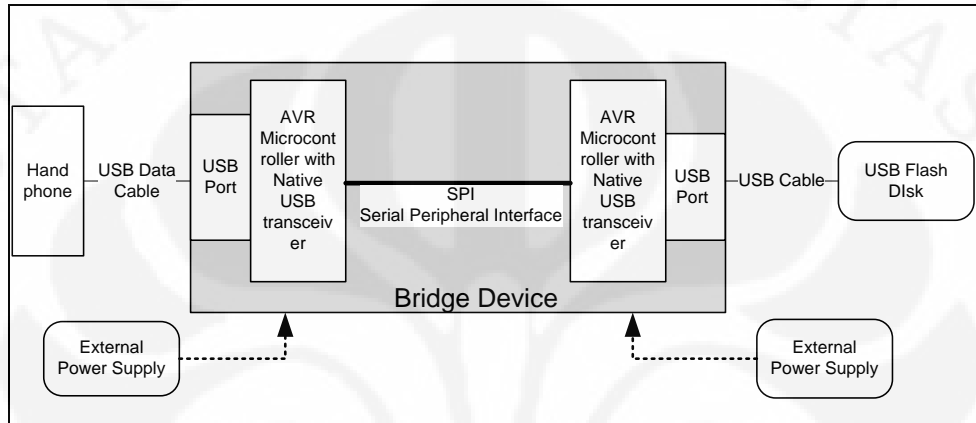 Hand
phone
USB Data
Cable
USB
Port
AVR
Microcont
roller with
Native
USB
transceiv
er
SPI
Serial Peripheral Interface
AVR
Microcont
roller with
Native
USB
transceiv
er
USB
Port
USB Cable
USB Flash
DIsk
Bridge Device
External
Power Supply
External
Power Supply